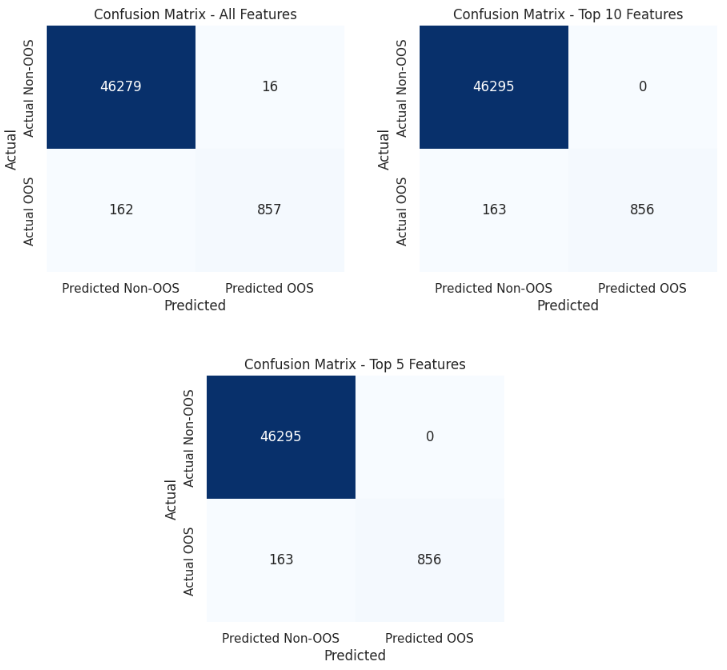 Confusion Matrix - All Features
Actual
Actual Non-OOS
Actual OOS
46279 16
162 857
Predicted Non-OOS Predicted OOS
Predicted
Confusion Matrix - Top 10 Features
Actual
Actual Non-OOS
Actual OOS
46295 0
163 856
Predicted Non-OOS Predicted OOS
Predicted
Confusion Matrix - Top 5 Features
Actual
Actual Non-OOS
Actual OOS
46295 0
163 856
Predicted Non-OOS Predicted OOS
Predicted